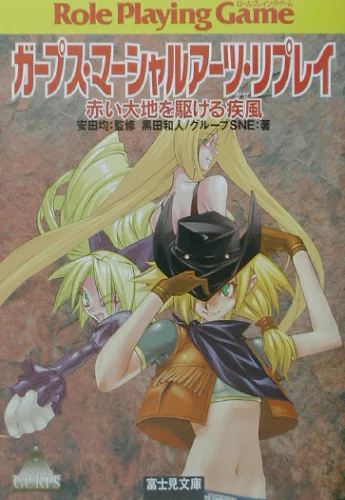 Role Playing Game
ロールプレイング・ゲーム
ガープス・マーシャルアーツ・リプレイ
赤い大地を駆ける疾風
かぜ
安田均:監修 黒田和人/グループSNE:著
GURPS
富士見文庫